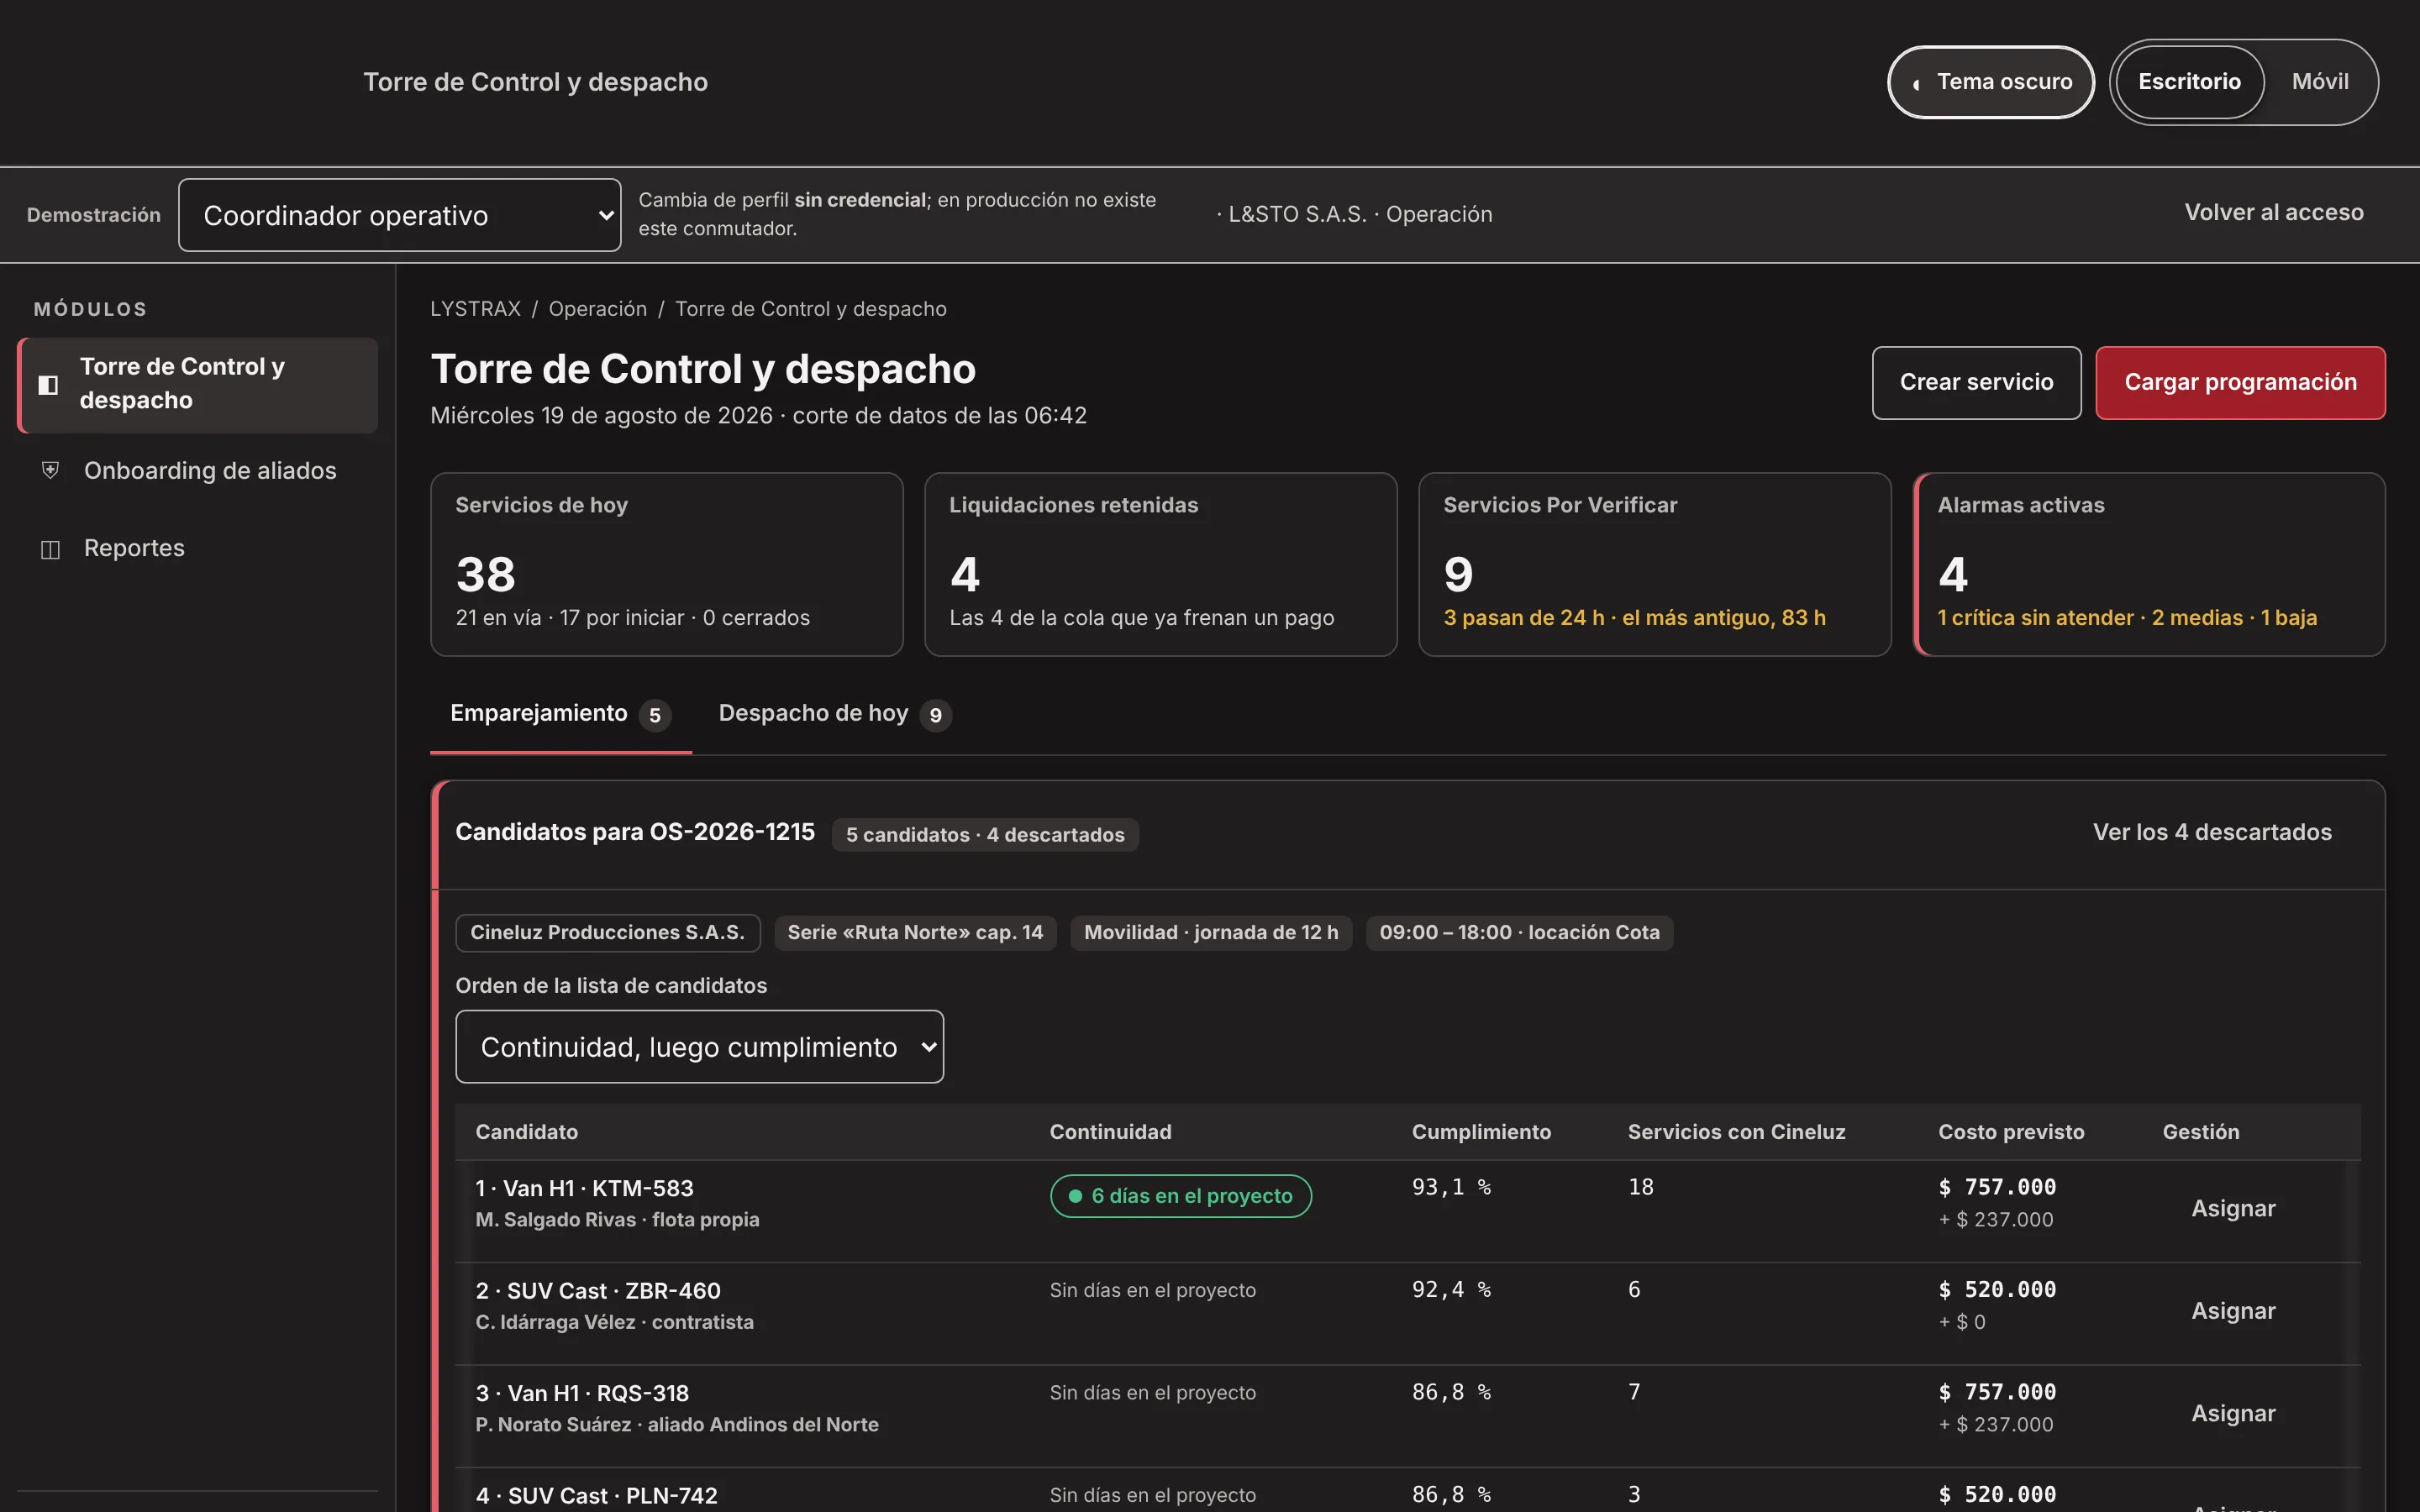 Torre de Control y despacho
Tema oscuro
Escritorio
Móvil
Demostración
Coordinador operativo
Cambia de perfil sin credencial; en producción no existe
este conmutador.
· L&STO S.A.S. · Operación
Volver al acceso
MÓDULOS
Torre de Control y
despacho
Onboarding de aliados
Reportes
LYSTRAX / Operación / Torre de Control y despacho
Torre de Control y despacho
Miércoles 19 de agosto de 2026 · corte de datos de las 06:42
Crear servicio
Cargar programación
Servicios de hoy
38
21 en vía · 17 por iniciar · 0 cerrados
Liquidaciones retenidas
4
Las 4 de la cola que ya frenan un pago
Servicios Por Verificar
9
3 pasan de 24 h · el más antiguo, 83 h
Alarmas activas
4
1 crítica sin atender · 2 medias · 1 baja
Emparejamiento 5
Despacho de hoy 9
Candidatos para OS-2026-1215
5 candidatos · 4 descartados
Ver los 4 descartados
Cineluz Producciones S.A.S.
Serie «Ruta Norte» cap. 14
Movilidad · jornada de 12 h
09:00 – 18:00 · locación Cota
Orden de la lista de candidatos
Continuidad, luego cumplimiento
Candidato Continuidad Cumplimiento Servicios con Cineluz Costo previsto Gestión
1 · Van H1 · KTM-583
M. Salgado Rivas · flota propia
6 días en el proyecto
93,1 %
18
$ 757.000
+ $ 237.000
Asignar
2 · SUV Cast · ZBR-460
C. Idárraga Vélez · contratista
Sin días en el proyecto
92,4 %
6
$ 520.000
+ $ 0
Asignar
3 · Van H1 · RQS-318
P. Norato Suárez · aliado Andinos del Norte
Sin días en el proyecto
86,8 %
7
$ 757.000
+ $ 237.000
Asignar
4 · SUV Cast · PLN-742
Sin días en el proyecto
86,8 %
3
$ 520.000